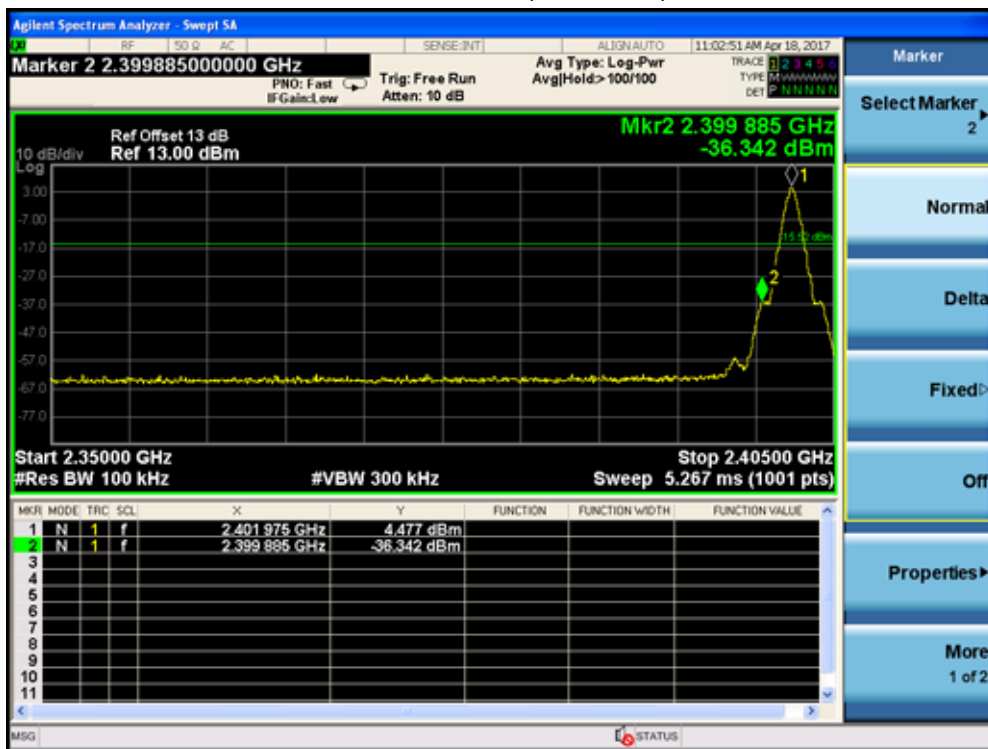 Agilent Spectrum Analyzer - Swept SA
RF 50 Ω AC SENSE:INT ALIGNAUTO 11:02:51 AM Apr 18, 2017
Marker 2 2.399885000000 GHz
PNO: Fast
IFGain:Low
Trig: Free Run
Atten: 10 dB
Avg Type: Log-Pwr
Avg|Hold:>100/100
TRACE 1 2 3 4 5 6
TYPE M
DET P N N N N N
Mkr2 2.399 885 GHz
-36.342 dBm
Ref Offset 13 dB
10 dB/div Ref 13.00 dBm
Log
1
3.00
-7.00
-17.0
-27.0
2
-37.0
-47.0
-57.0
-67.0
-77.0
Start 2.35000 GHz Stop 2.40500 GHz
#Res BW 100 kHz #VBW 300 kHz Sweep 5.267 ms (1001 pts)
MKR MODE TRC SCL X Y FUNCTION FUNCTION WIDTH FUNCTION VALUE
1 N 1 f 2.401 975 GHz 4.477 dBm
2 N 1 f 2.399 885 GHz -36.342 dBm
3
4
5
6
7
8
9
10
11
MSG STATUS
Marker
Select Marker
2
Normal
Delta
Fixed
Off
Properties
More
1 of 2